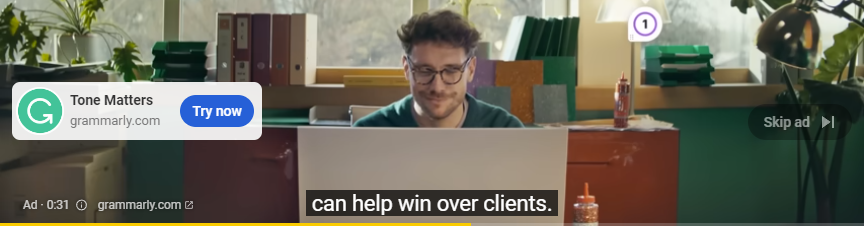 1
Tone Matters
grammarly.com
Try now
Skip ad
can help win over clients.
Ad · 0:31
grammarly.com